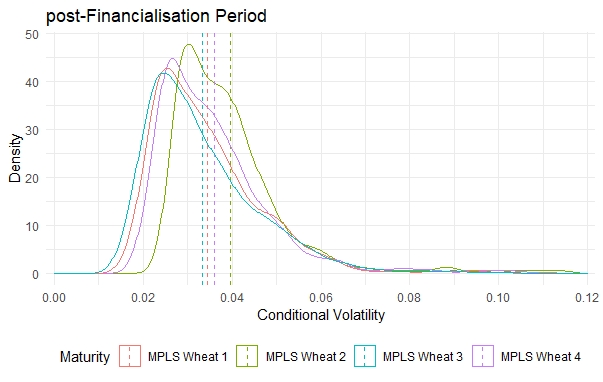 post-Financialisation Period
50
40
30
20
10
0
Density
0.00 0.02 0.04 0.06 0.08 0.10 0.12
Conditional Volatility
Maturity MPLS Wheat 1 MPLS Wheat 2 MPLS Wheat 3 MPLS Wheat 4